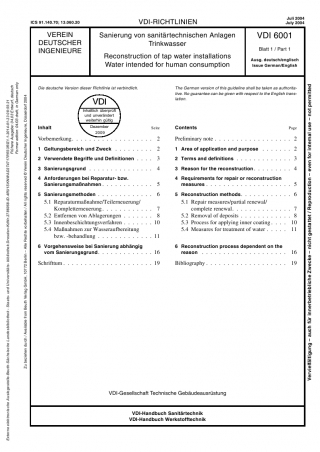 ICS 91.140.70; 13.060.20
VDI-RICHTLINIEN
Juli 2004
July 2004
VEREIN
DEUTSCHER
INGENIEURE
Sanierung von sanitärtechnischen Anlagen
Trinkwasser
Reconstruction of tap water installations
Water intended for human consumption
VDI 6001
Blatt 1 / Part 1
Ausg. deutsch/englisch
Issue German/English
Die deutsche Version dieser Richtlinie ist verbindlich.
The German version of this guideline shall be taken as authorita-
tive. No guarantee can be given with respect to the English trans-
lation.
VDI
Inhaltlich überprüft
und unverändert
weiterhin gültig
Dezember
2009
Inhalt Seite
Vorbemerkung. . . . . . . . . . . . . . . . . . . 2
1 Geltungsbereich und Zweck . . . . . . . . . . 2
2 Verwendete Begriffe und Definitionen . . . . 3
3 Sanierungsgrund . . . . . . . . . . . . . . . . 4
4 Anforderungen bei Reparatur- bzw.
Sanierungsmaßnahmen . . . . . . . . . . . . . 5
5 Sanierungsmethoden . . . . . . . . . . . . . . 6
5.1 Reparaturmaßnahme/Teilerneuerung/
Kompletterneuerung. . . . . . . . . . . . . 7
5.2 Entfernen von Ablagerungen . . . . . . . . 8
5.3 Innenbeschichtungsverfahren . . . . . . . 10
5.4 Maßnahmen zur Wasseraufbereitung
bzw. -behandlung . . . . . . . . . . . . . 11
6 Vorgehensweise bei Sanierung abhängig
vom Sanierungsgrund. . . . . . . . . . . . . . 16
Schrifttum . . . . . . . . . . . . . . . . . . . . 19
Contents Page
Preliminary note . . . . . . . . . . . . . . . . . 2
1 Area of application and purpose . . . . . . . 2
2 Terms and definitions . . . . . . . . . . . . . 3
3 Reason for the reconstruction. . . . . . . . . 4
4 Requirements for repair or reconstruction
measures . . . . . . . . . . . . . . . . . . . . 5
5 Reconstruction methods. . . . . . . . . . . . 6
5.1 Repair measures/partial renewal/
complete renewal. . . . . . . . . . . . . . 7
5.2 Removal of deposits . . . . . . . . . . . . 8
5.3 Process for applying inner coating . . . . 10
5.4 Measures for treatment of water . . . . . 11
6 Reconstruction process dependent on the
reason . . . . . . . . . . . . . . . . . . . . . 16
Bibliography . . . . . . . . . . . . . . . . . . . 19
VDI-Gesellschaft Technische Gebäudeausrüstung
VDI-Handbuch Sanitärtechnik
VDI-Handbuch Werkstofftechnik
Vervielfältigung – auch für innerbetriebliche Zwecke – nicht gestattet / Reproduction – even for internal use – not permitted